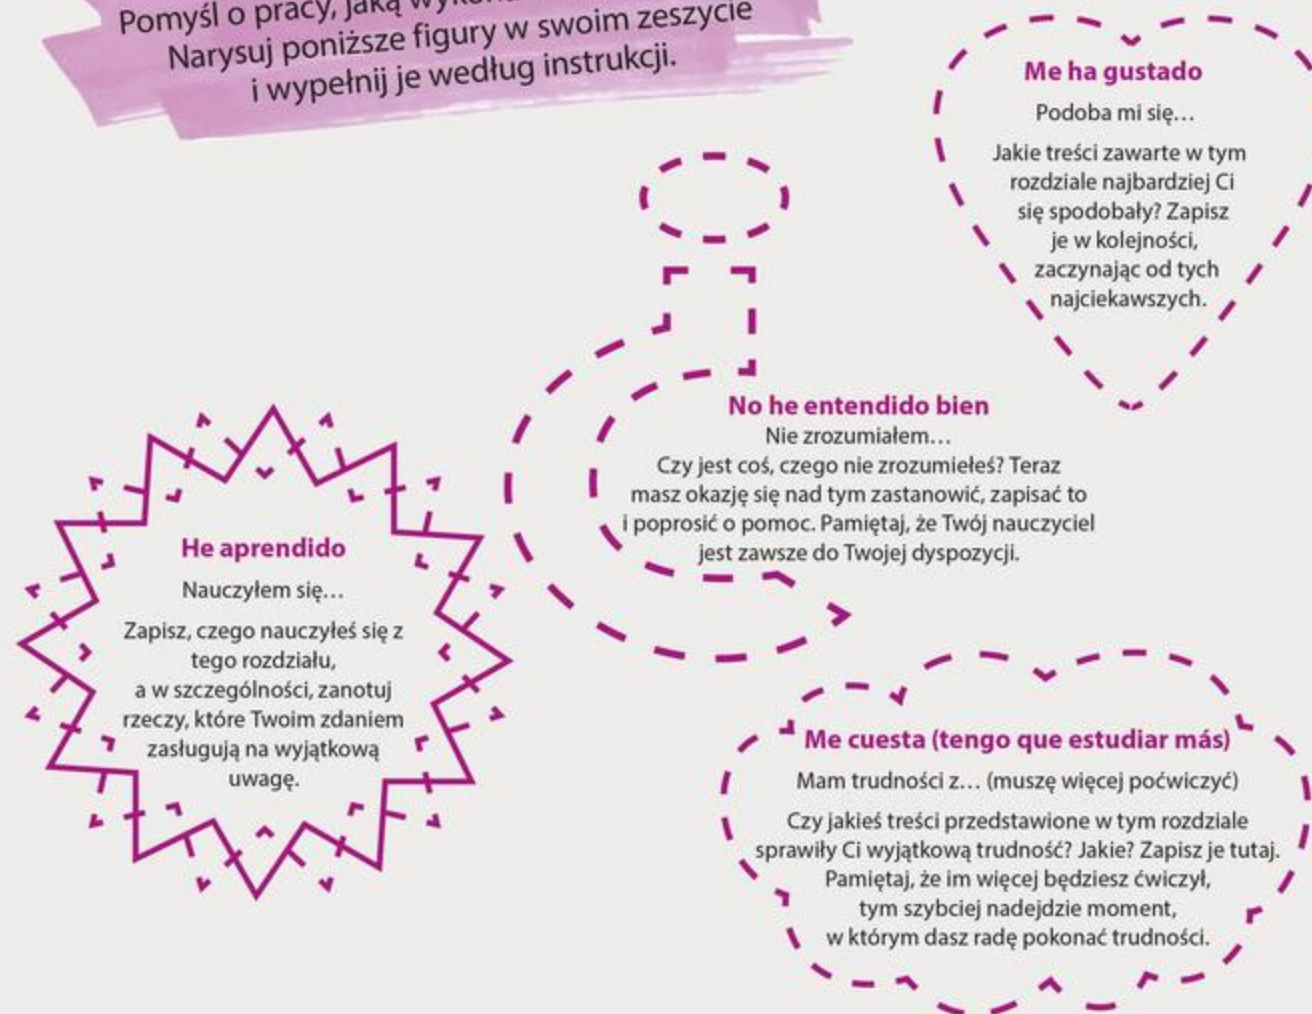 Pomyśl o pracy, jaką
Narysuj poniższe figury w swoim zeszycie
i wypełnij je według instrukcji.
Me ha gustado
Podoba mi się…
Jakie treści zawarte w tym
rozdziale najbardziej Ci
się spodobały? Zapisz
je w kolejności,
zaczynając od tych
najciekawszych.
No he entendido bien
Nie zrozumiałem…
Czy jest coś, czego nie zrozumiełeś? Teraz
masz okazję się nad tym zastanowić, zapisać to
i poprosić o pomoc. Pamiętaj, że Twój nauczyciel
jest zawsze do Twojej dyspozycji.
He aprendido
Nauczyłem się…
Zapisz, czego nauczyłeś się z
tego rozdziału,
a w szczególności, zanotuj
rzeczy, które Twoim zdaniem
zasługują na wyjątkową
uwagę.
Me cuesta (tengo que estudiar más)
Mam trudności z… (muszę więcej poćwiczyć)
Czy jakieś treści przedstawione w tym rozdziale
sprawiły Ci wyjątkową trudność? Jakie? Zapisz je tutaj.
Pamiętaj, że im więcej będziesz ćwiczył,
tym szybciej nadejdzie moment,
w którym dasz radę pokonać trudności.